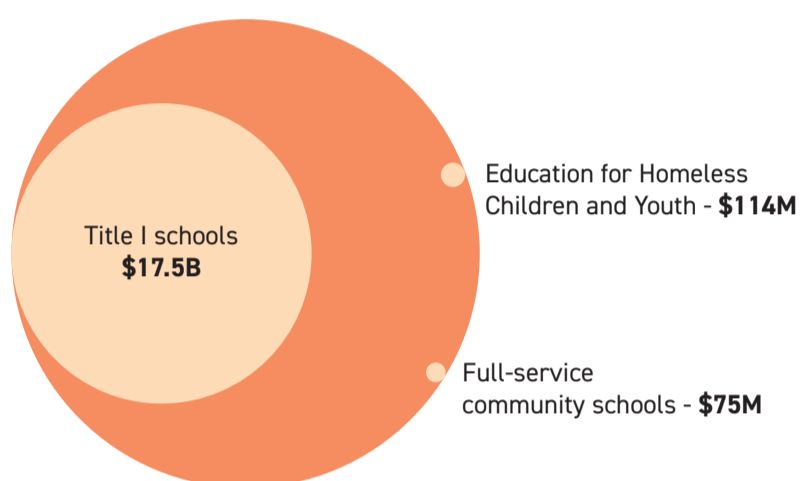 Education for Homeless
Children and Youth - $114M
Title I schools
$17.5B
Full-service
community schools - $75M